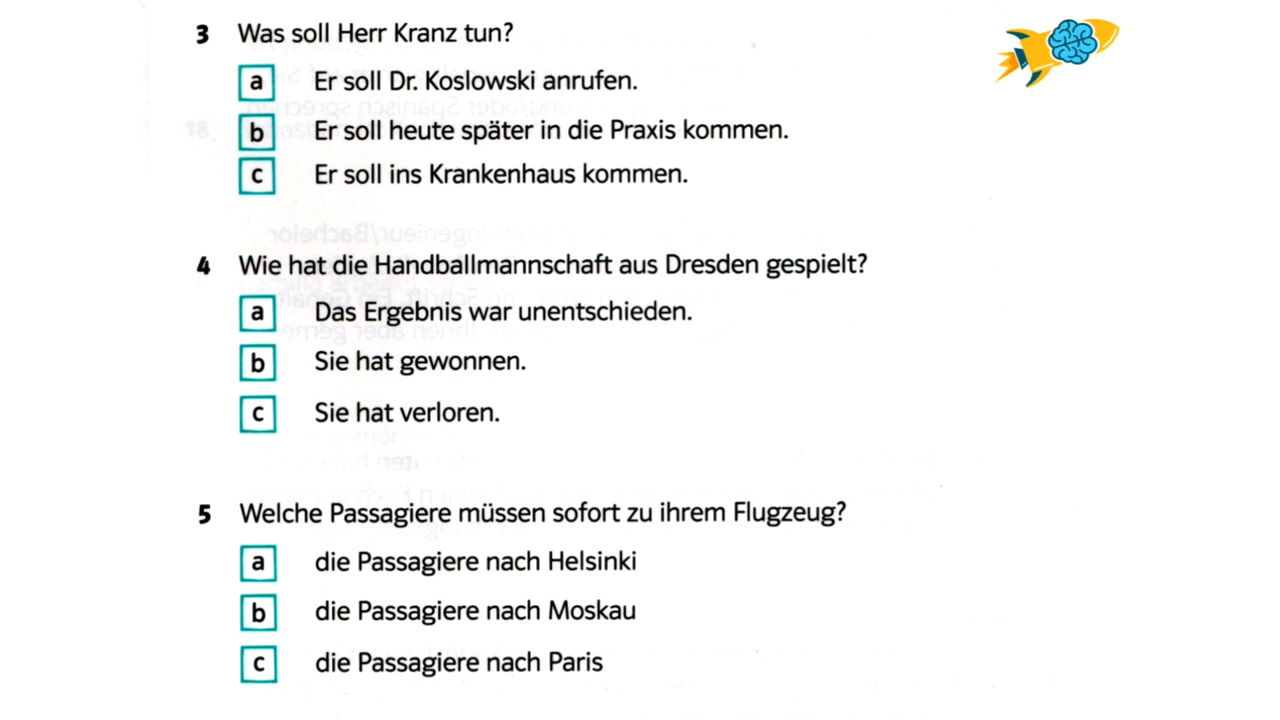 3 Was soll Herr Kranz tun?
a Er soll Dr. Koslowski anrufen.
b Er soll heute später in die Praxis kommen.
c Er soll ins Krankenhaus kommen.
4 Wie hat die Handballmannschaft aus Dresden gespielt?
a Das Ergebnis war unentschieden.
b Sie hat gewonnen.
c Sie hat verloren.
5 Welche Passagiere müssen sofort zu ihrem Flugzeug?
a die Passagiere nach Helsinki
b die Passagiere nach Moskau
c die Passagiere nach Paris